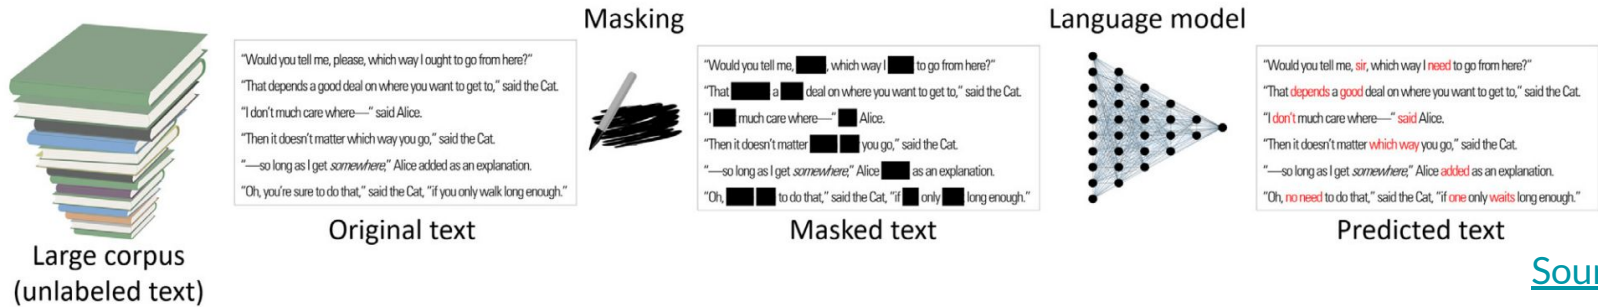 Masking
Language model
"Would you tell me, please, which way I ought to go from here?"
"That depends a good deal on where you want to get to," said the Cat.
"I don't much care where—" said Alice.
"Then it doesn't matter which way you go," said the Cat.
"—so long as I get somewhere," Alice added as an explanation.
"Oh, you're sure to do that," said the Cat, "if you only walk long enough."
Original text
"Would you tell me, , which way I to go from here?"
"That a deal on where you want to get to," said the Cat.
"I much care where—" Alice.
"Then it doesn't matter you go," said the Cat.
"—so long as I get somewhere," Alice as an explanation.
"Oh, to do that," said the Cat, "if only long enough."
Masked text
"Would you tell me, sir, which way I need to go from here?"
"That depends a good deal on where you want to get to," said the Cat.
"I don't much care where—" said Alice.
"Then it doesn't matter which way you go," said the Cat.
"—so long as I get somewhere," Alice added as an explanation.
"Oh, no need to do that," said the Cat, "if one only waits long enough."
Predicted text
Large corpus
(unlabeled text)
Sour